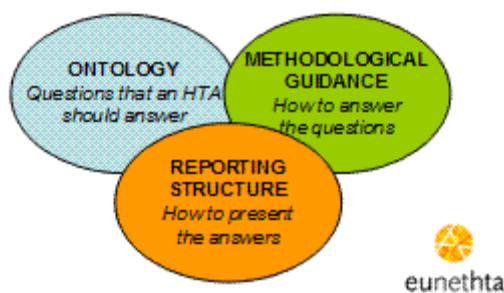 ONTOLOGY
Questions that an HTA
should answer
METHODOLOGICAL
GUIDANCE
How to answer
the questions
REPORTING
STRUCTURE
How to present
the answers
eunethta